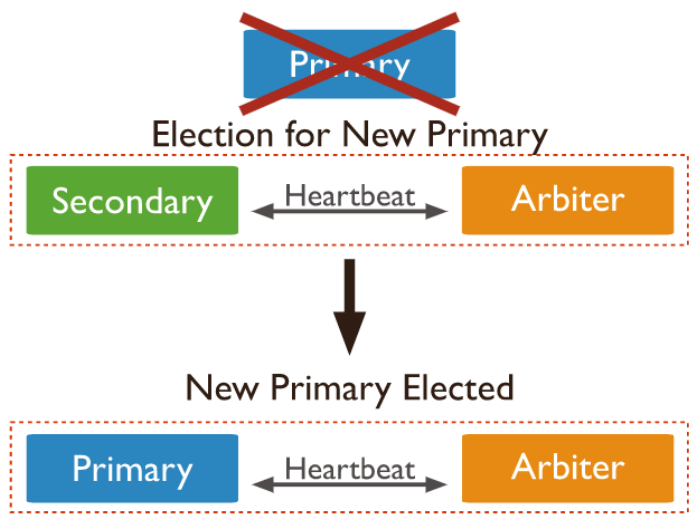 Primary
Election for New Primary
Secondary
Heartbeat
Arbiter
New Primary Elected
Primary
Heartbeat
Arbiter